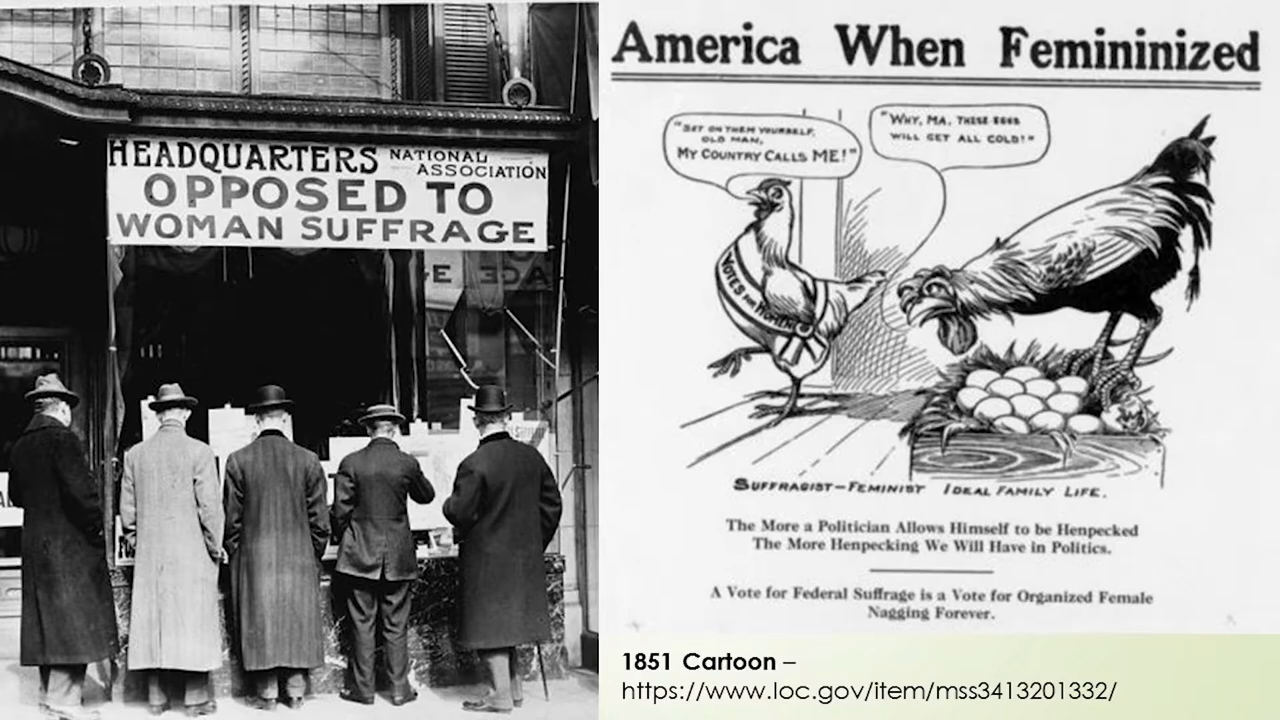 HEADQUARTERS NATIONAL ASSOCIATION
OPPOSED TO
WOMAN SUFFRAGE
America When Femininized
"SET ON THEM YOURSELF,
OLD MAN,
MY COUNTRY CALLS ME!"
"WHY, MA, THESE EGGS
WILL GET ALL COLD!"
VOTES FOR WOMEN
SUFFRAGIST-FEMINIST IDEAL FAMILY LIFE.
The More a Politician Allows Himself to be Henpecked
The More Henpecking We Will Have in Politics.
A Vote for Federal Suffrage is a Vote for Organized Female
Nagging Forever.
1851 Cartoon –
https://www.loc.gov/item/mss3413201332/